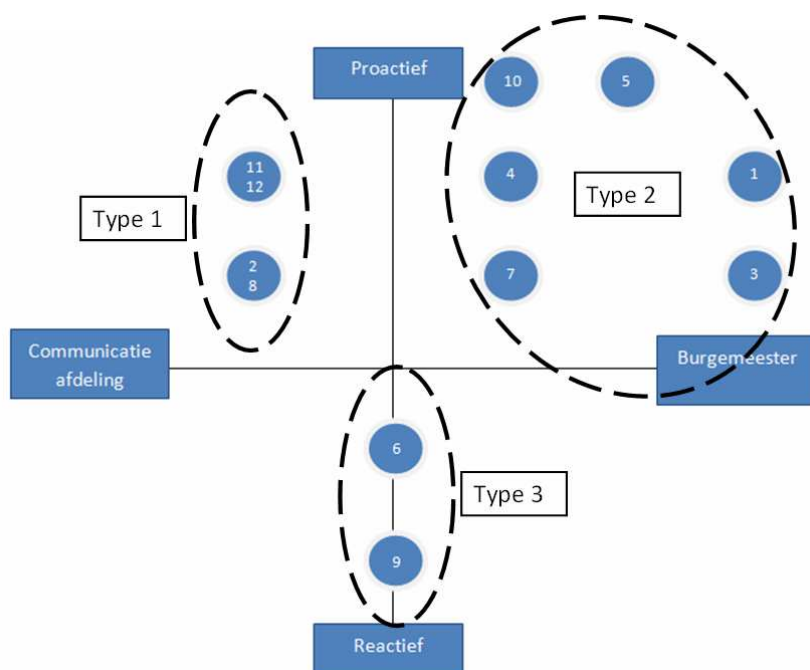 Proactief
10
5
11
12
4
1
Type 1
Type 2
2
8
7
3
Communicatie
afdeling
Burgemeester
6
Type 3
9
Reactief